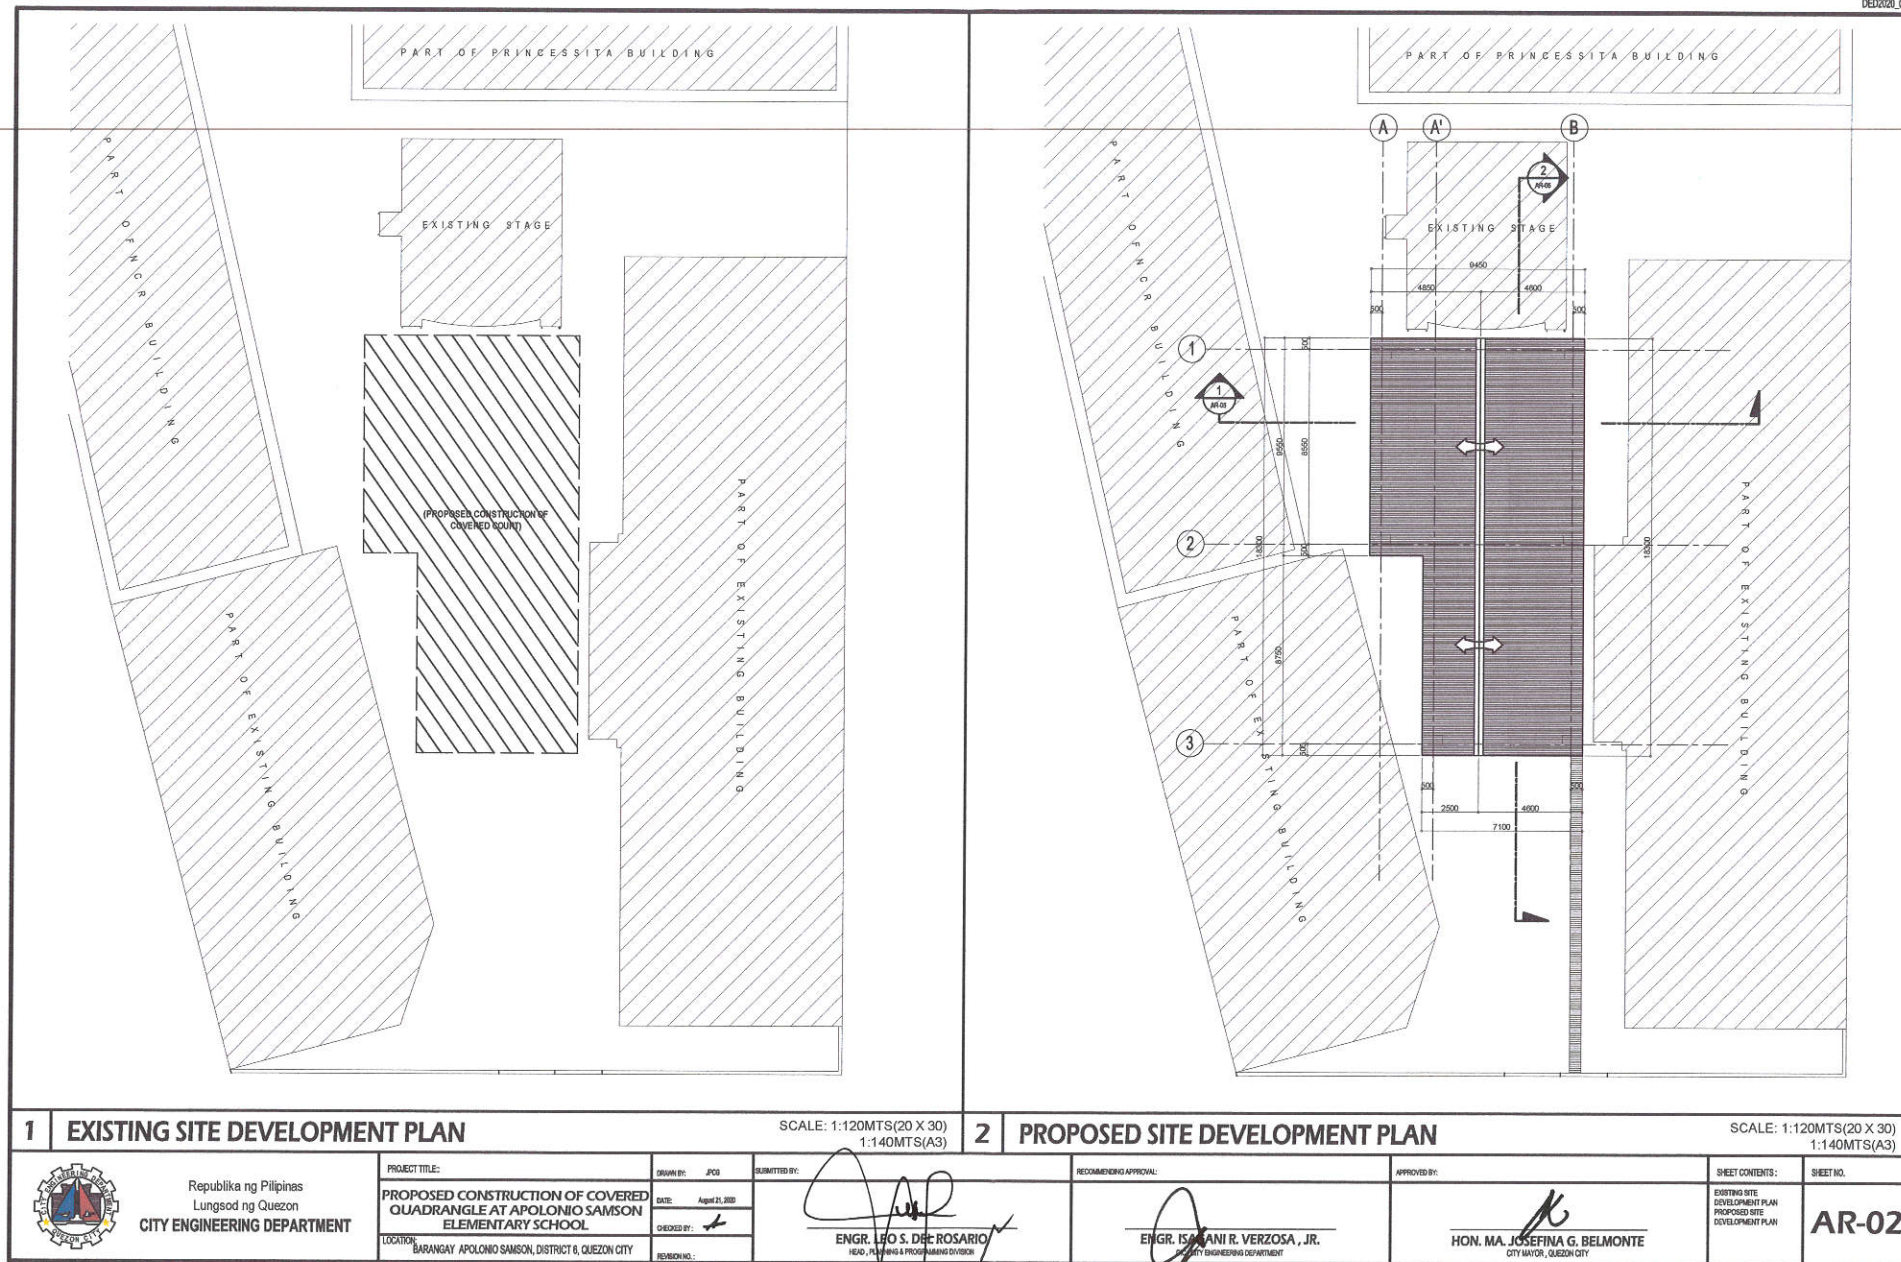 DED2020_0
PART OF PRINCESSITA BUILDING
PART OF NCR BUILDING
EXISTING STAGE
(PROPOSED CONSTRUCTION OF
COVERED COURT)
PART OF EXISTING BUILDING
PART OF EXISTING BUILDING
PART OF PRINCESSITA BUILDING
A
A'
B
2
AR-05
PART OF NCR BUILDING
EXISTING STAGE
9450
4850
4600
500
500
1
500
1
AR-05
9550
8550
2
18300
500
18300
PART OF EXISTING BUILDING
PART OF EXISTING BUILDING
8750
3
500
500
500
2500
4600
7100
1 EXISTING SITE DEVELOPMENT PLAN
SCALE: 1:120MTS(20 X 30)
1:140MTS(A3)
2 PROPOSED SITE DEVELOPMENT PLAN
SCALE: 1:120MTS(20 X 30)
1:140MTS(A3)
CITY ENGINEERING DEPARTMENT
QUEZON CITY
Republika ng Pilipinas
Lungsod ng Quezon
CITY ENGINEERING DEPARTMENT
PROJECT TITLE:
PROPOSED CONSTRUCTION OF COVERED
QUADRANGLE AT APOLONIO SAMSON
ELEMENTARY SCHOOL
LOCATION:
BARANGAY APOLONIO SAMSON, DISTRICT 6, QUEZON CITY
DRAWN BY: JPCG
DATE: August 21, 2020
CHECKED BY:
REVISION NO.:
SUBMITTED BY:
ENGR. LEO S. DEL ROSARIO
HEAD, PLANNING & PROGRAMMING DIVISION
RECOMMENDING APPROVAL:
ENGR. ISAGANI R. VERZOSA, JR.
CITY ENGINEERING DEPARTMENT
APPROVED BY:
HON. MA. JOSEFINA G. BELMONTE
CITY MAYOR, QUEZON CITY
SHEET CONTENTS:
EXISTING SITE
DEVELOPMENT PLAN
PROPOSED SITE
DEVELOPMENT PLAN
SHEET NO.
AR-02